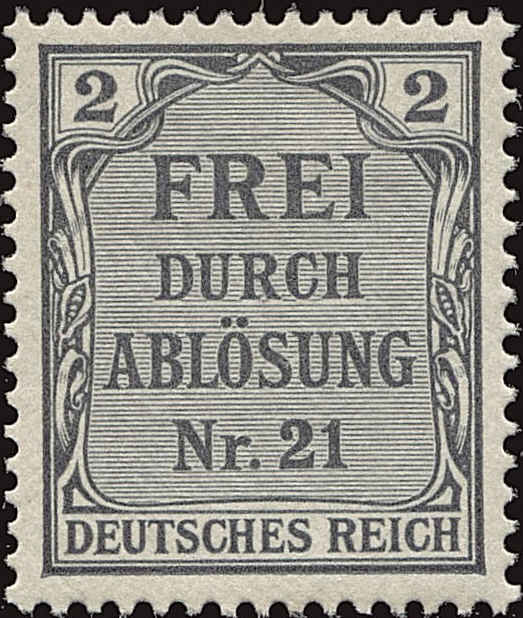 2 2
FREI
DURCH
ABLÖSUNG
Nr. 21
DEUTSCHES REICH